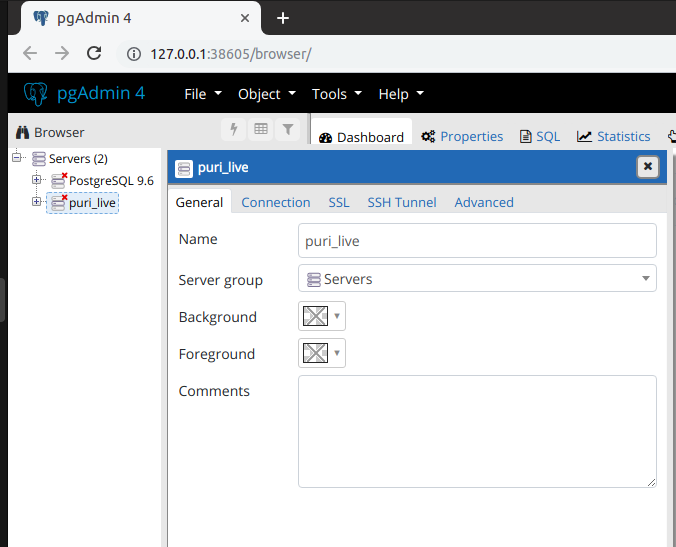 pgAdmin 4
127.0.0.1:38605/browser/
pgAdmin 4 File Object Tools Help
Browser Dashboard Properties SQL Statistics
Servers (2)
PostgreSQL 9.6
puri_live
puri_live
General Connection SSL SSH Tunnel Advanced
Name puri_live
Server group Servers
Background
Foreground
Comments